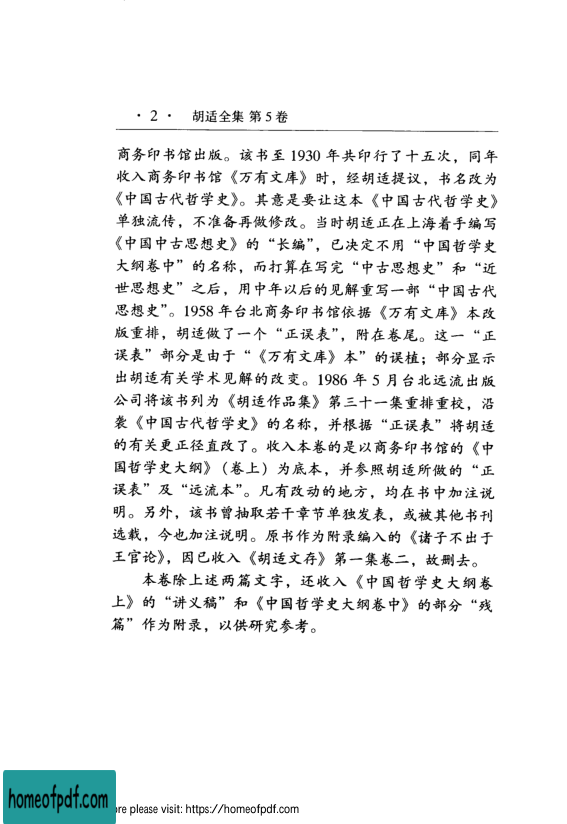 · 2 · 胡适全集 第5卷
商务印书馆出版。该书至 1930 年共印行了十五次，同年
收入商务印书馆《万有文库》时，经胡适提议，书名改为
《中国古代哲学史》。其意是要让这本《中国古代哲学史》
单独流传，不准备再做修改。当时胡适正在上海着手编写
《中国中古思想史》的“长编”，已决定不用“中国哲学史
大纲卷中”的名称，而打算在写完“中古思想史”和“近
世思想史”之后，用中年以后的见解重写一部“中国古代
思想史”。1958 年台北商务印书馆依据《万有文库》本改
版重排，胡适做了一个“正误表”，附在卷尾。这一“正
误表”部分是由于“《万有文库》本”的误植；部分显示
出胡适有关学术见解的改变。1986 年 5 月台北远流出版
公司将该书列为《胡适作品集》第三十一集重排重校，沿
袭《中国古代哲学史》的名称，并根据“正误表”将胡适
的有关更正径直改了。收入本卷的是以商务印书馆的《中
国哲学史大纲》（卷上）为底本，并参照胡适所做的“正
误表”及“远流本”。凡有改动的地方，均在书中加注说
明。另外，该书曾抽取若干章节单独发表，或被其他书刊
选载，今也加注说明。原书作为附录编入的《诸子不出于
王官论》，因已收入《胡适文存》第一集卷二，故删去。
本卷除上述两篇文字，还收入《中国哲学史大纲卷
上》的“讲义稿”和《中国哲学史大纲卷中》的部分“残
篇”作为附录，以供研究参考。
homeofpdf.com
re please visit: https://homeofpdf.com